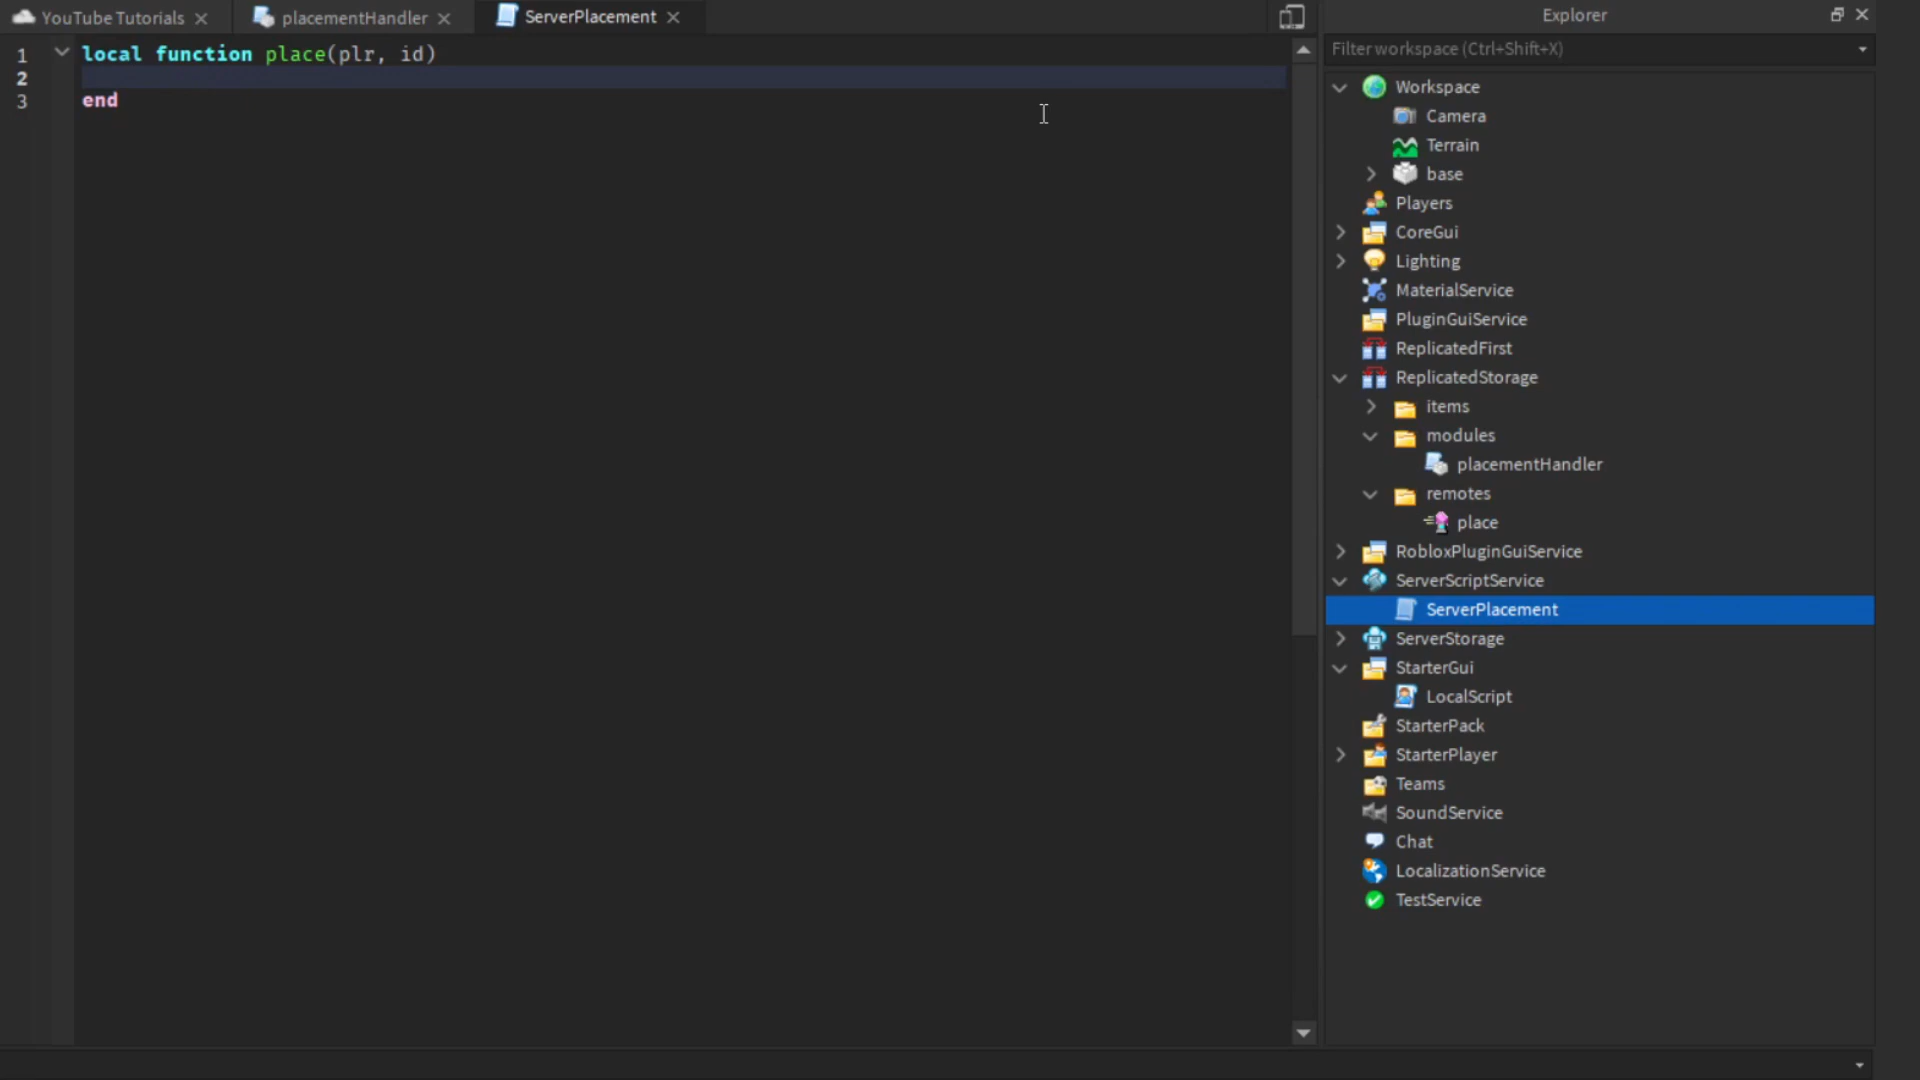 YouTube Tutorials
placementHandler
ServerPlacement
1 local function place(plr, id)
2
3 end
Explorer
Filter workspace (Ctrl+Shift+X)
Workspace
Camera
Terrain
base
Players
CoreGui
Lighting
MaterialService
PluginGuiService
ReplicatedFirst
ReplicatedStorage
items
modules
placementHandler
remotes
place
RobloxPluginGuiService
ServerScriptService
ServerPlacement
ServerStorage
StarterGui
LocalScript
StarterPack
StarterPlayer
Teams
SoundService
Chat
LocalizationService
TestService